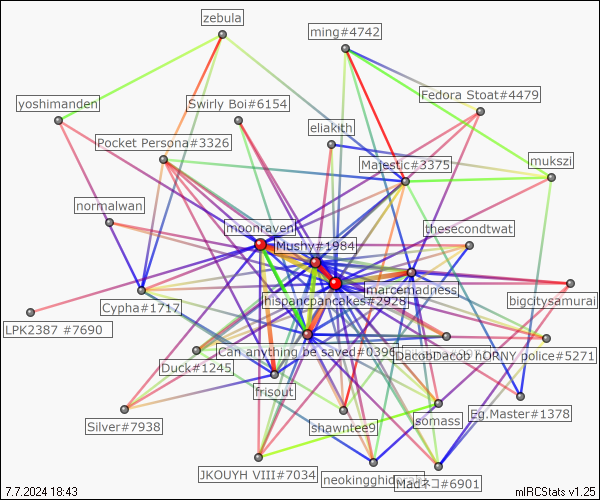 zebula
ming#4742
Fedora Stoat#4479
yoshimanden
Swirly Boi#6154
eliakith
Pocket Persona#3326
Majestic#3375
mukszi
normalwan
moonraven
thesecondtwat
Mushy#1984
marcemadness
hispancpancakes#2928
bigcitysamurai
Cypha#1717
LPK2387 #7690
Can anything be saved#0396
DacobDacob hORNY police#5271
Duck#1245
frisout
Eg.Master#1378
Silver#7938
shawntee9
somass
JKOUYH VIII#7034
neokingghidorah
Madネコ#6901
7.7.2024 18:43
mIRCStats v1.25